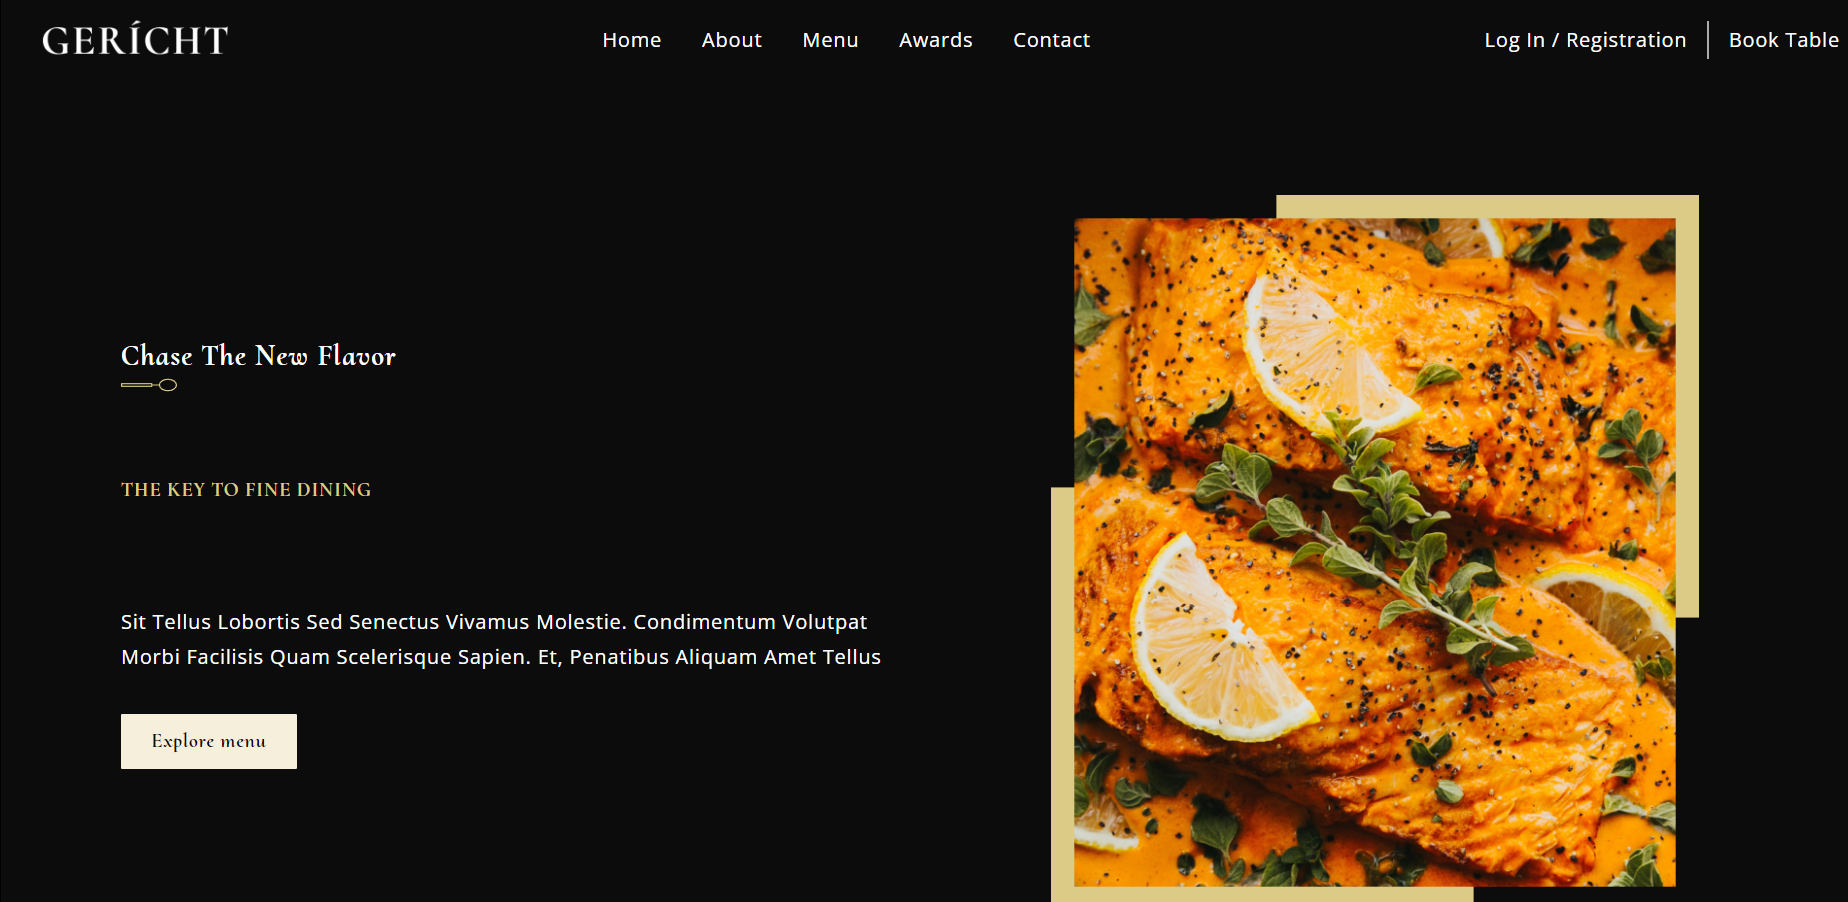 GERÍCHT
Home About Menu Awards Contact
Log In / Registration Book Table
Chase The New Flavor
THE KEY TO FINE DINING
Sit Tellus Lobortis Sed Senectus Vivamus Molestie. Condimentum Volutpat
Morbi Facilisis Quam Scelerisque Sapien. Et, Penatibus Aliquam Amet Tellus
Explore menu